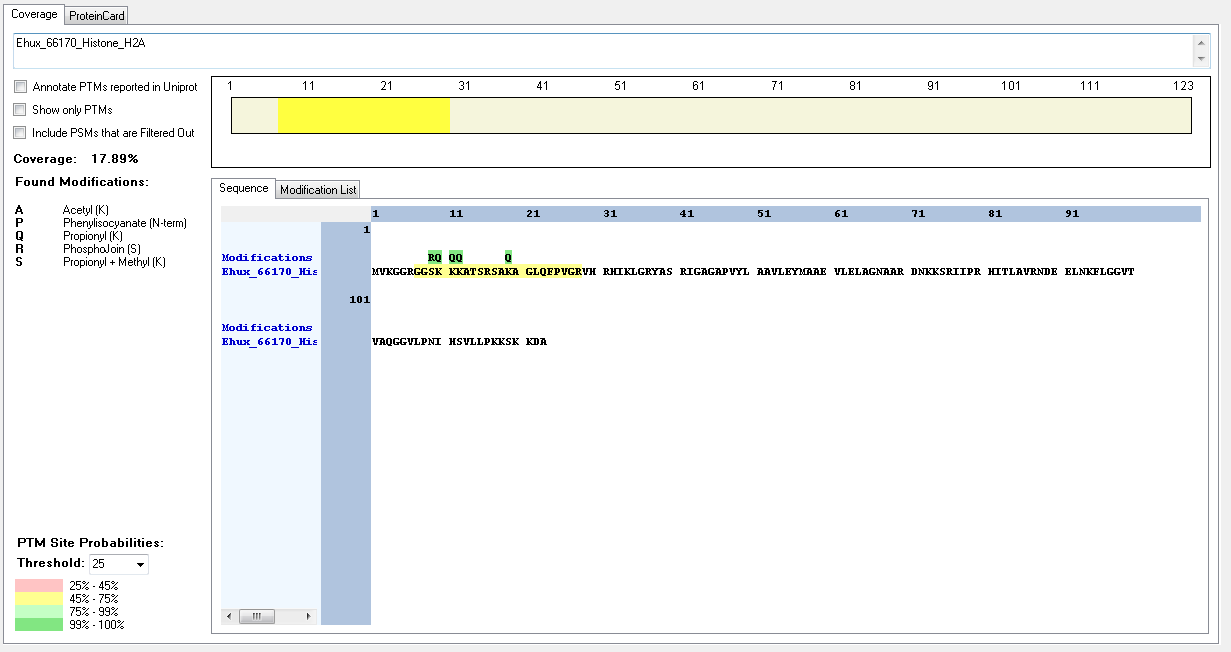 Coverage ProteinCard
Ehux_66170_Histone_H2A
Annotate PTMs reported in Uniprot
Show only PTMs
Include PSMs that are Filtered Out
Coverage: 17.89%
Found Modifications:
A Acetyl (K)
P Phenylisocyanate (N-term)
Q Propionyl (K)
R PhosphoJoin (S)
S Propionyl + Methyl (K)
1 11 21 31 41 51 61 71 81 91 101 111 123
Sequence Modification List
1 11 21 31 41 51 61 71 81 91
1
Modifications RQ QQ Q
Ehux_66170_His MVKGGRGGSK KKATSRSAKA GLQFPVGRVH RHIKLGRYAS RIGAGAPVYL AAVLEYMAAE VLELAGNAAR DNKKSRIIPR HITLAVRNDE ELNKFLGGVT
101
Modifications
Ehux_66170_His VAQGGVLPNI HSVLLPKKSK KDA
PTM Site Probabilities:
Threshold: 25
25% - 45%
45% - 75%
75% - 99%
99% - 100%